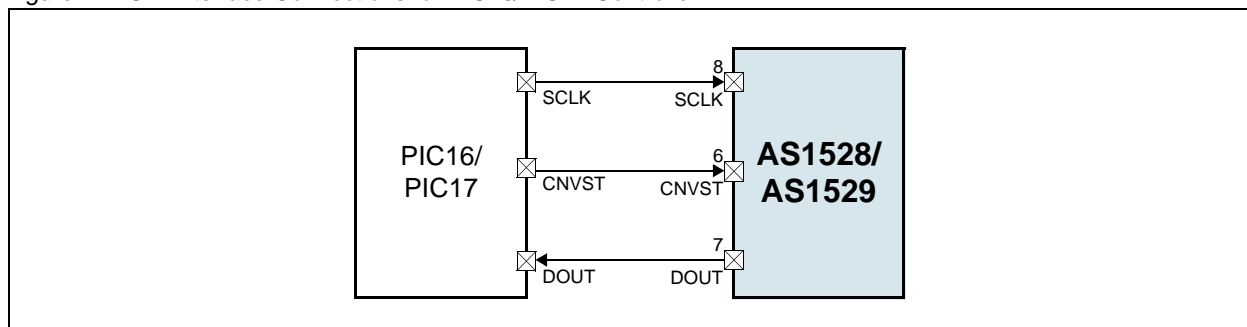 8
SCLK
SCLK
PIC16/
PIC17
6
CNVST
CNVST
AS1528/
AS1529
7
DOUT
DOUT